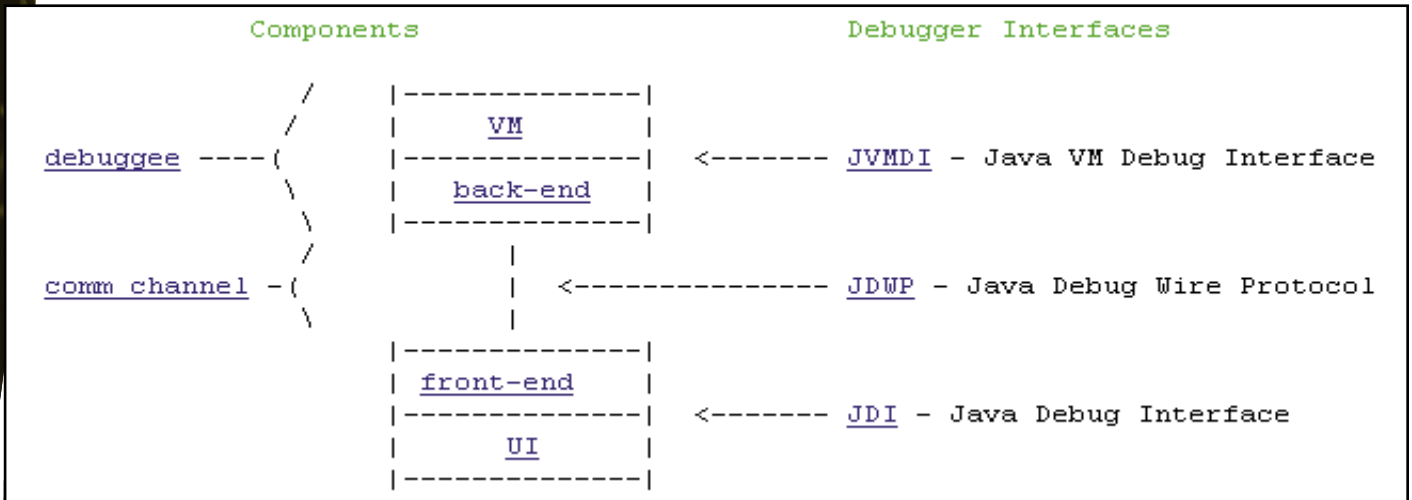 Components Debugger Interfaces
/ |--------------|
/ | VM |
debuggee ----( |--------------| <------- JVMDI - Java VM Debug Interface
\ | back-end |
\ |--------------|
/ |
comm channel -( | <--------------- JDWP - Java Debug Wire Protocol
\ |
|--------------|
| front-end |
|--------------| <------- JDI - Java Debug Interface
| UI |
|--------------|